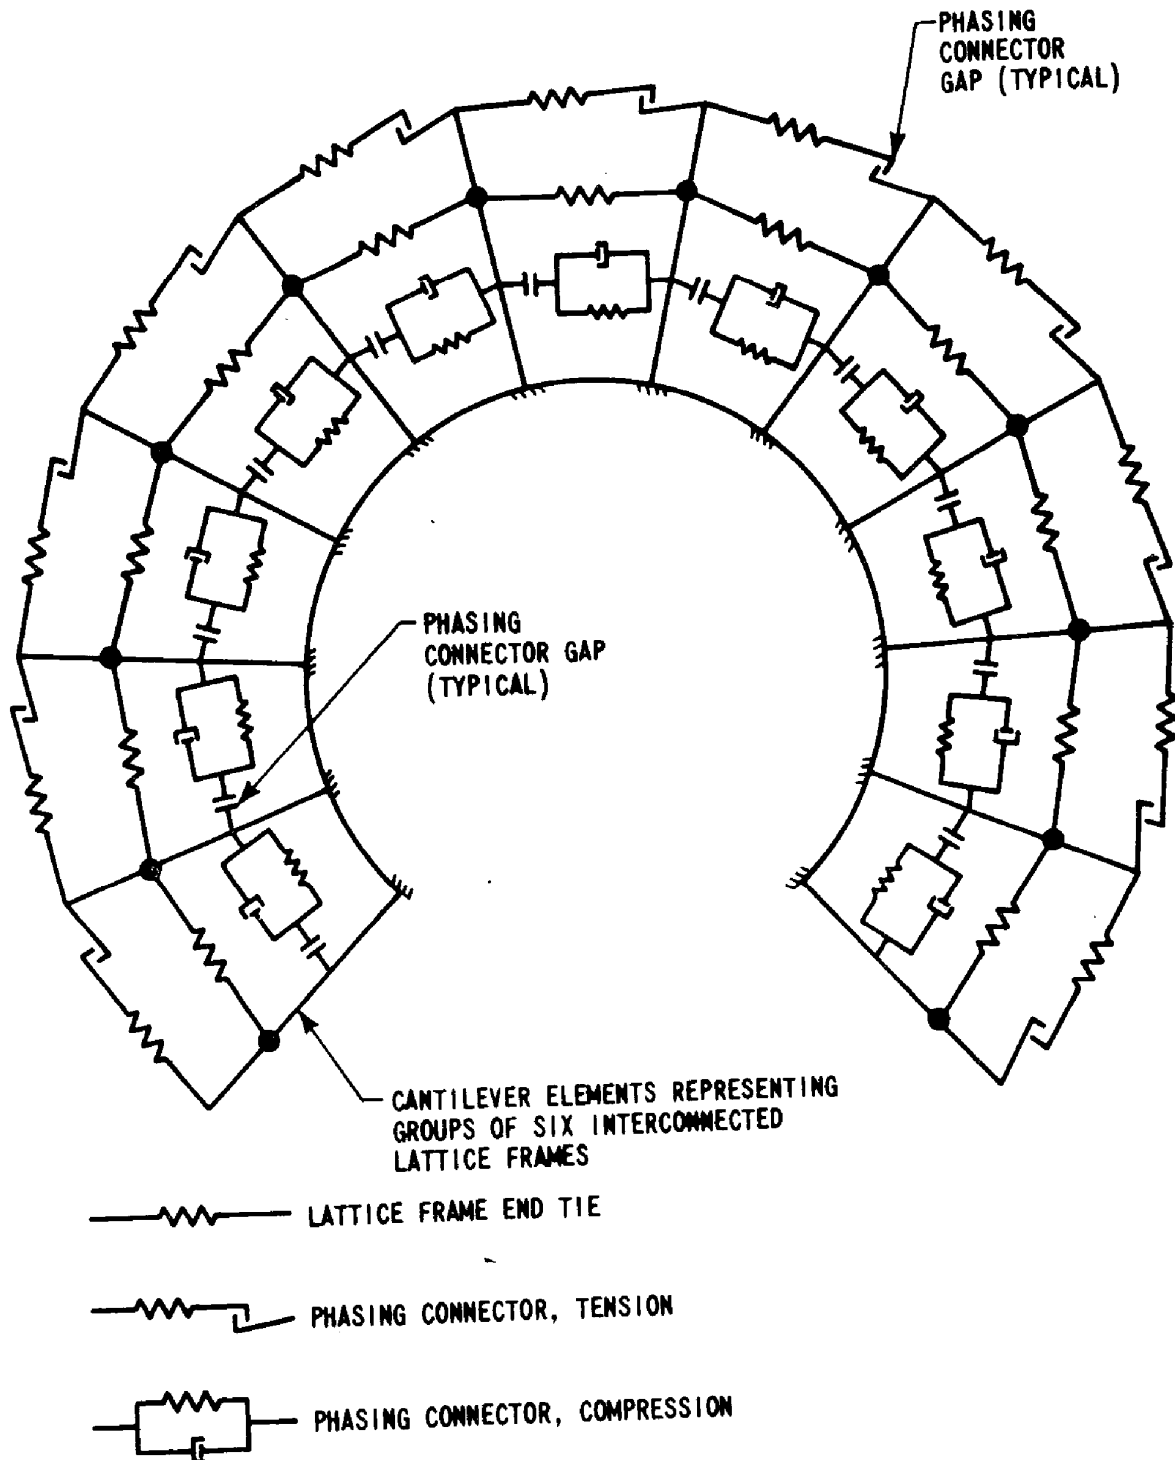 PHASING
CONNECTOR
GAP (TYPICAL)
PHASING
CONNECTOR GAP
(TYPICAL)
CANTILEVER ELEMENTS REPRESENTING
GROUPS OF SIX INTERCONNECTED
LATTICE FRAMES
LATTICE FRAME END TIE
PHASING CONNECTOR, TENSION
PHASING CONNECTOR, COMPRESSION